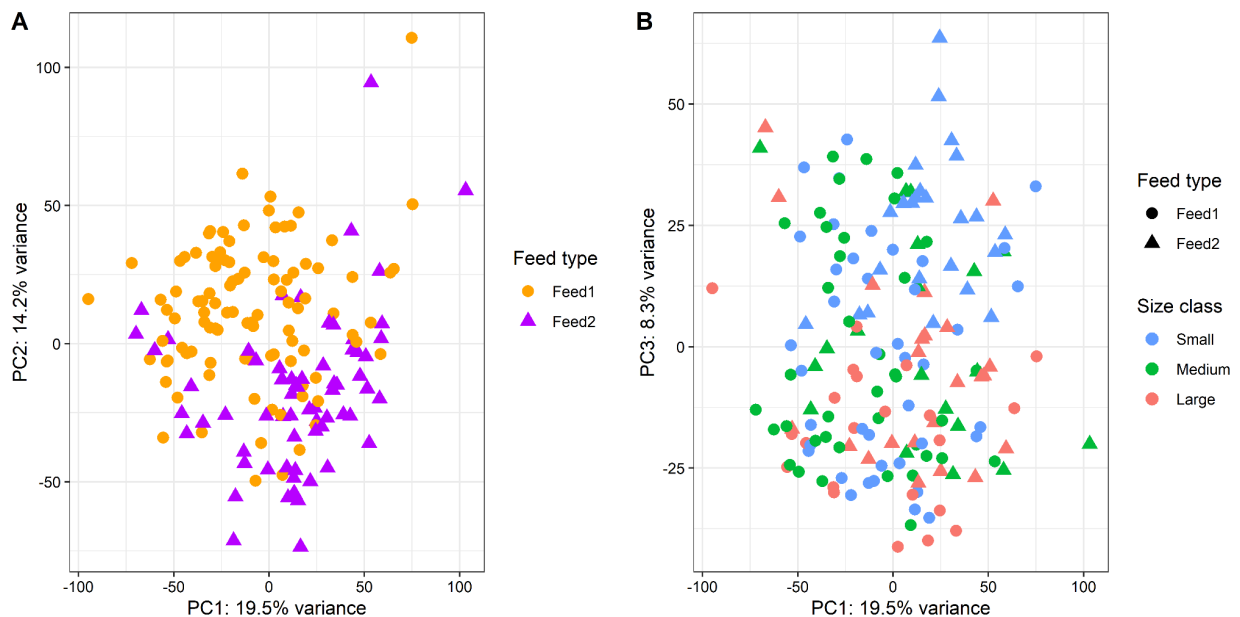 A
PC2: 14.2% variance
100
50
0
-50
-100
-50
0
50
100
PC1: 19.5% variance
Feed type
Feed1
Feed2
B
PC3: 8.3% variance
50
25
0
-25
-100
-50
0
50
100
PC1: 19.5% variance
Feed type
Feed1
Feed2
Size class
Small
Medium
Large